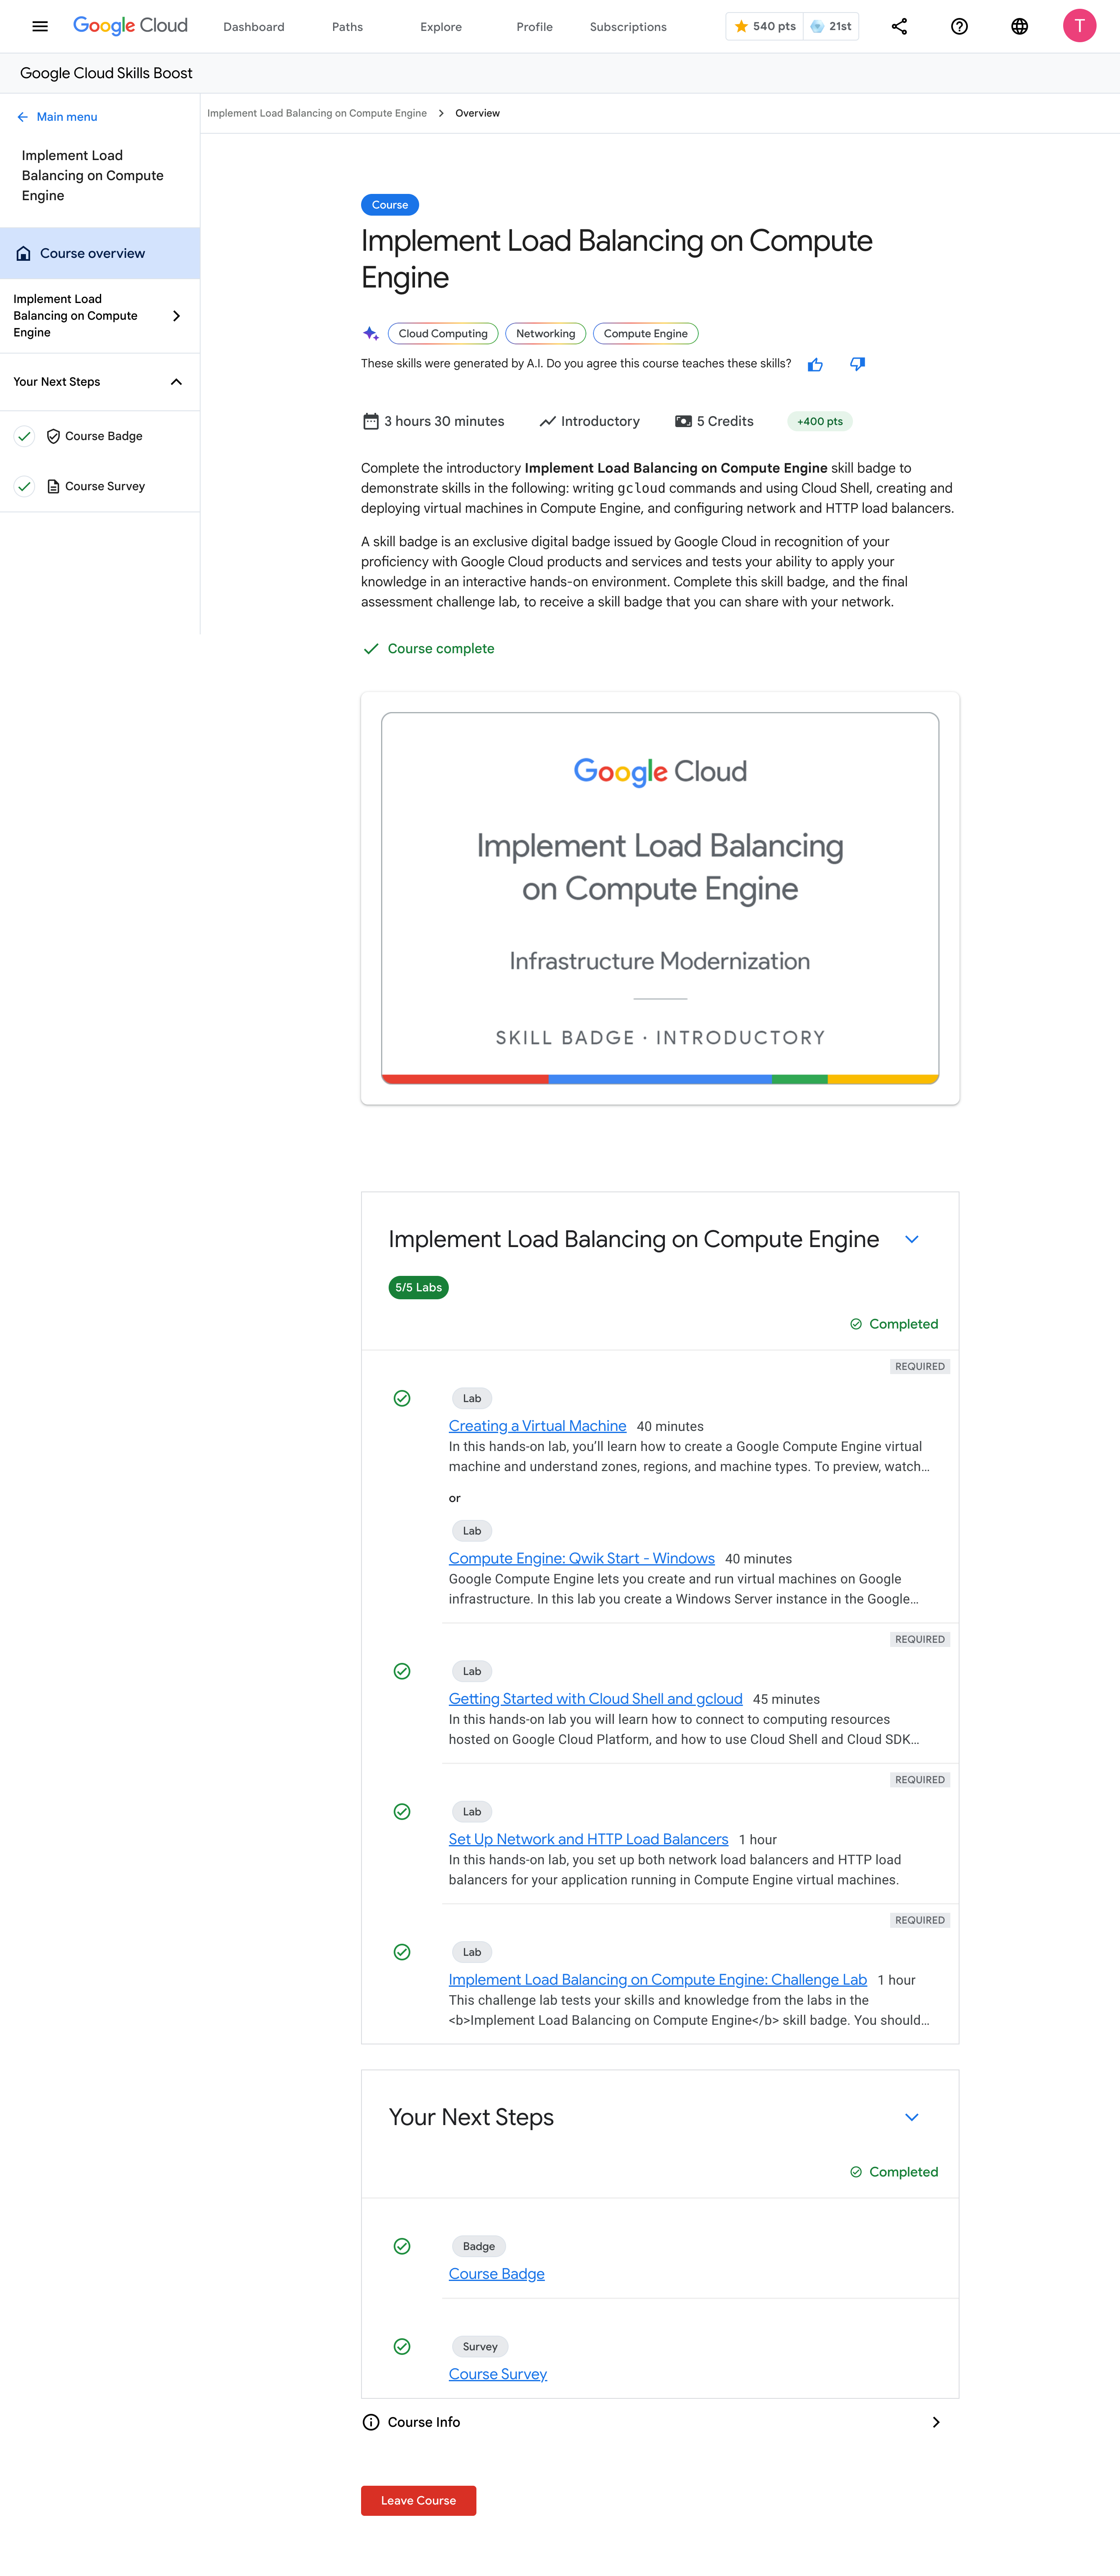 Google Cloud
Dashboard
Paths
Explore
Profile
Subscriptions
540 pts
21st
T
Google Cloud Skills Boost
Main menu
Implement Load
Balancing on Compute
Engine
Course overview
Implement Load
Balancing on Compute
Engine
Your Next Steps
Course Badge
Course Survey
Implement Load Balancing on Compute Engine
Overview
Course
Implement Load Balancing on Compute
Engine
Cloud Computing
Networking
Compute Engine
These skills were generated by A.I. Do you agree this course teaches these skills?
3 hours 30 minutes
Introductory
5 Credits
+400 pts
Complete the introductory Implement Load Balancing on Compute Engine skill badge to
demonstrate skills in the following: writing gcloud commands and using Cloud Shell, creating and
deploying virtual machines in Compute Engine, and configuring network and HTTP load balancers.
A skill badge is an exclusive digital badge issued by Google Cloud in recognition of your
proficiency with Google Cloud products and services and tests your ability to apply your
knowledge in an interactive hands-on environment. Complete this skill badge, and the final
assessment challenge lab, to receive a skill badge that you can share with your network.
Course complete
Google Cloud
Implement Load Balancing
on Compute Engine
Infrastructure Modernization
SKILL BADGE · INTRODUCTORY
Implement Load Balancing on Compute Engine
5/5 Labs
Completed
REQUIRED
Lab
Creating a Virtual Machine 40 minutes
In this hands-on lab, you’ll learn how to create a Google Compute Engine virtual
machine and understand zones, regions, and machine types. To preview, watch…
or
Lab
Compute Engine: Qwik Start - Windows 40 minutes
Google Compute Engine lets you create and run virtual machines on Google
infrastructure. In this lab you create a Windows Server instance in the Google…
REQUIRED
Lab
Getting Started with Cloud Shell and gcloud 45 minutes
In this hands-on lab you will learn how to connect to computing resources
hosted on Google Cloud Platform, and how to use Cloud Shell and Cloud SDK…
REQUIRED
Lab
Set Up Network and HTTP Load Balancers 1 hour
In this hands-on lab, you set up both network load balancers and HTTP load
balancers for your application running in Compute Engine virtual machines.
REQUIRED
Lab
Implement Load Balancing on Compute Engine: Challenge Lab 1 hour
This challenge lab tests your skills and knowledge from the labs in the
<b>Implement Load Balancing on Compute Engine</b> skill badge. You should…
Your Next Steps
Completed
Badge
Course Badge
Survey
Course Survey
Course Info
Leave Course